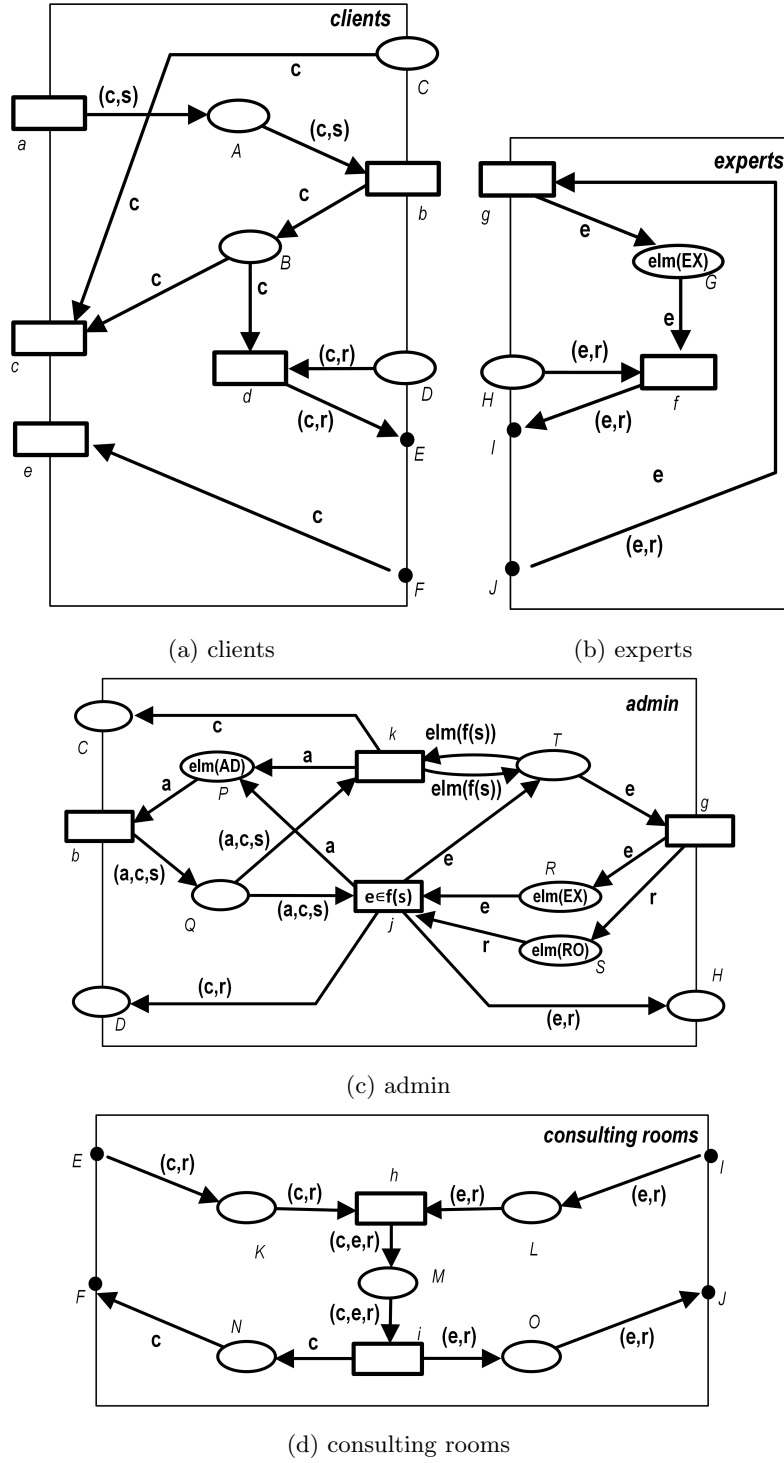 clients
C
c
(c,s)
a
A
(c,s)
experts
c
c
b
g
e
B
elm(EX)
G
c
c
e
c
(c,r)
(e,r)
d
D
H
f
(c,r)
(e,r)
E
I
e
e
c
(e,r)
F
J
(a) clients
(b) experts
admin
C
c
k
elm(f(s))
T
elm(AD)
a
P
elm(f(s))
a
e
g
b
(a,c,s)
a
e
R
e
(a,c,s)
e∈f(s)
elm(EX)
r
Q
(a,c,s)
j
e
r
elm(RO)
S
H
(c,r)
D
(e,r)
(c) admin
consulting rooms
E
(c,r)
h
I
(c,r)
(e,r)
(e,r)
K
(c,e,r)
L
M
F
(c,e,r)
J
N
i
O
c
c
(e,r)
(e,r)
(d) consulting rooms